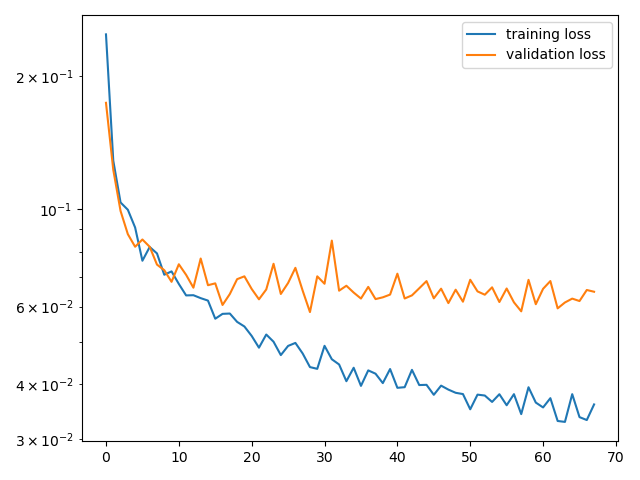 training loss
validation loss
2 × 10⁻¹
10⁻¹
6 × 10⁻²
4 × 10⁻²
3 × 10⁻²
0 10 20 30 40 50 60 70